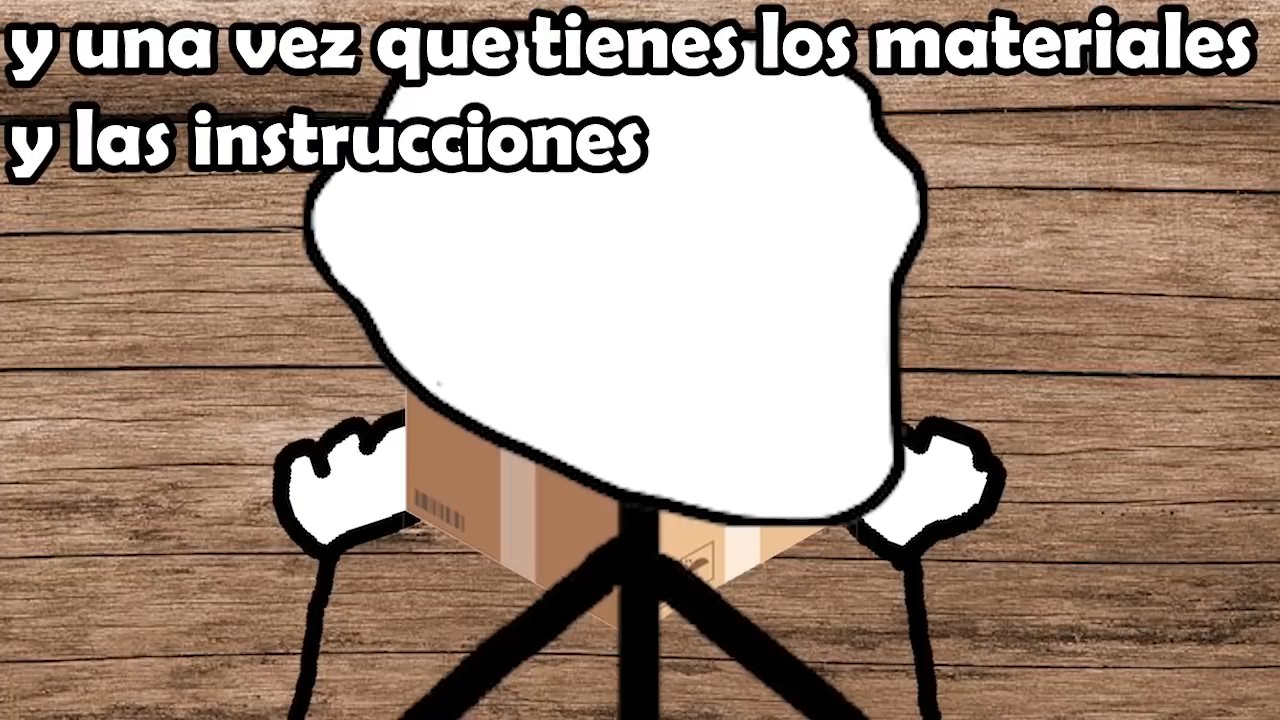 y una vez que tienes los materiales
y las instrucciones